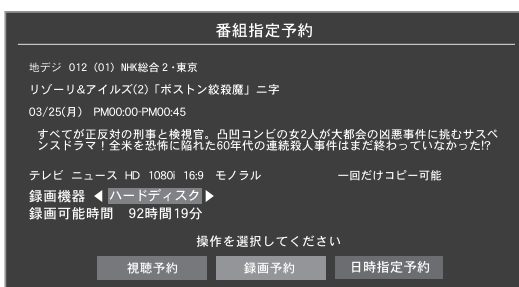 番組指定予約
地デジ 012 (01) NHK総合2・東京
リゾーリ&アイルズ(2)「ボストン絞殺魔」二字
03/25(月) PM00:00-PM00:45
すべてが正反対の刑事と検視官。凸凹コンビの女2人が大都会の凶悪事件に挑むサスペ
ンスドラマ!全米を恐怖に陥れた60年代の連続殺人事件はまだ終わっていなかった!?
テレビ ニュース HD 1080i 16:9 モノラル 一回だけコピー可能
録画機器 ◀ ハードディスク ▶
録画可能時間 92時間19分
操作を選択してください
視聴予約 録画予約 日時指定予約